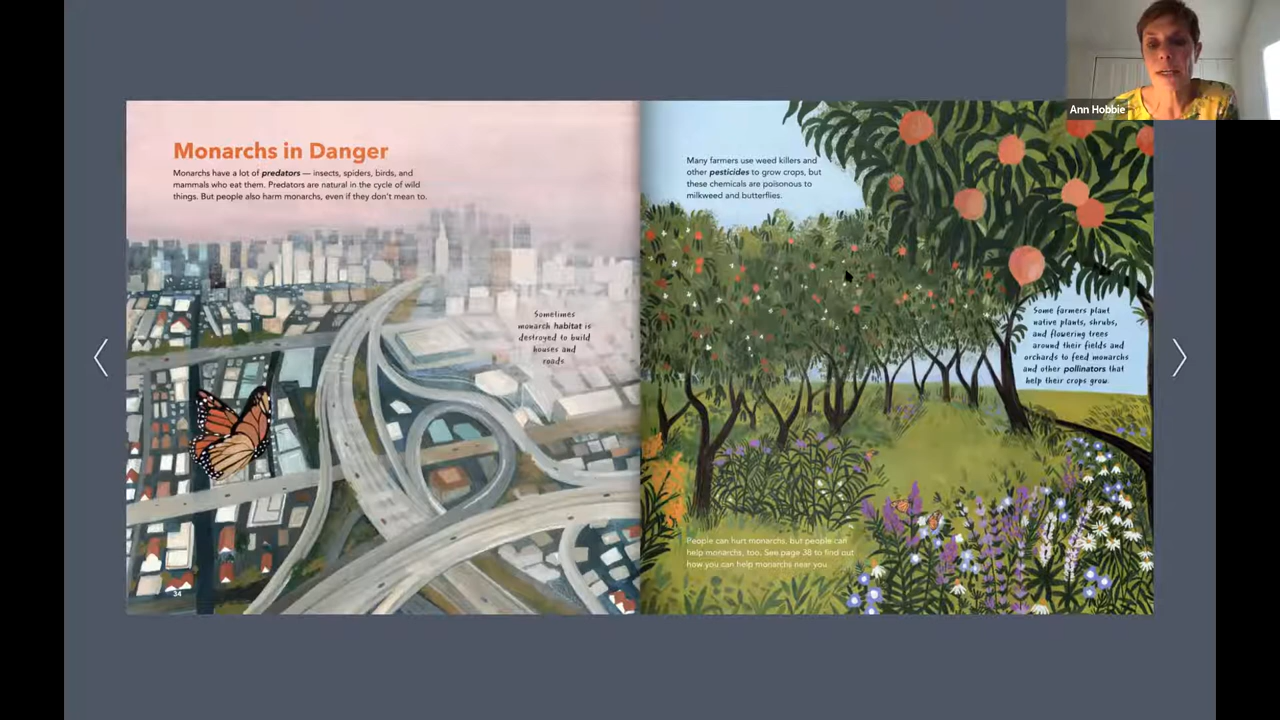 Ann Hobbie
Monarchs in Danger
Monarchs have a lot of predators — insects, spiders, birds, and
mammals who eat them. Predators are natural in the cycle of wild
things. But people also harm monarchs, even if they don't mean to.
Sometimes
monarch habitat is
destroyed to build
houses and
roads.
34
Many farmers use weed killers and
other pesticides to grow crops, but
these chemicals are poisonous to
milkweed and butterflies.
Some farmers plant
native plants, shrubs,
and flowering trees
around their fields and
orchards to feed monarchs
and other pollinators that
help their crops grow.
People can hurt monarchs, but people can
help monarchs, too. See page 38 to find out
how you can help monarchs near you.